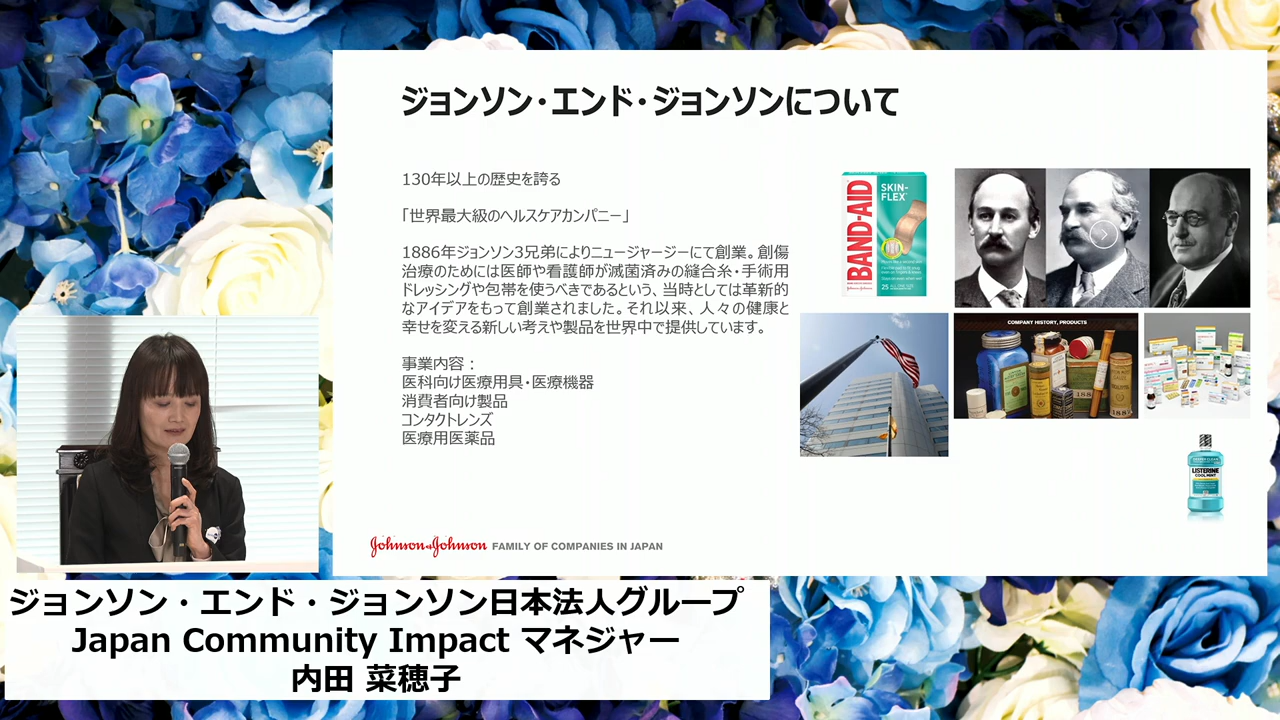 ジョンソン・エンド・ジョンソンについて
130年以上の歴史を誇る
「世界最大級のヘルスケアカンパニー」
1886年ジョンソン3兄弟によりニュージャージーにて創業。創傷
治療のためには医師や看護師が滅菌済みの縫合糸・手術用
ドレッシングや包帯を使うべきであるという、当時としては革新的
なアイデアをもって創業されました。それ以来、人々の健康と
幸せを変える新しい考えや製品を世界中で提供しています。
事業内容：
医科向け医療用具・医療機器
消費者向け製品
コンタクトレンズ
医療用医薬品
BAND-AID
SKIN-
FLEX
25
COMPANY HISTORY, PRODUCTS
LISTERINE
COOL MINT
Johnson&Johnson FAMILY OF COMPANIES IN JAPAN
ジョンソン・エンド・ジョンソン日本法人グループ
Japan Community Impact マネジャー
内田 菜穂子